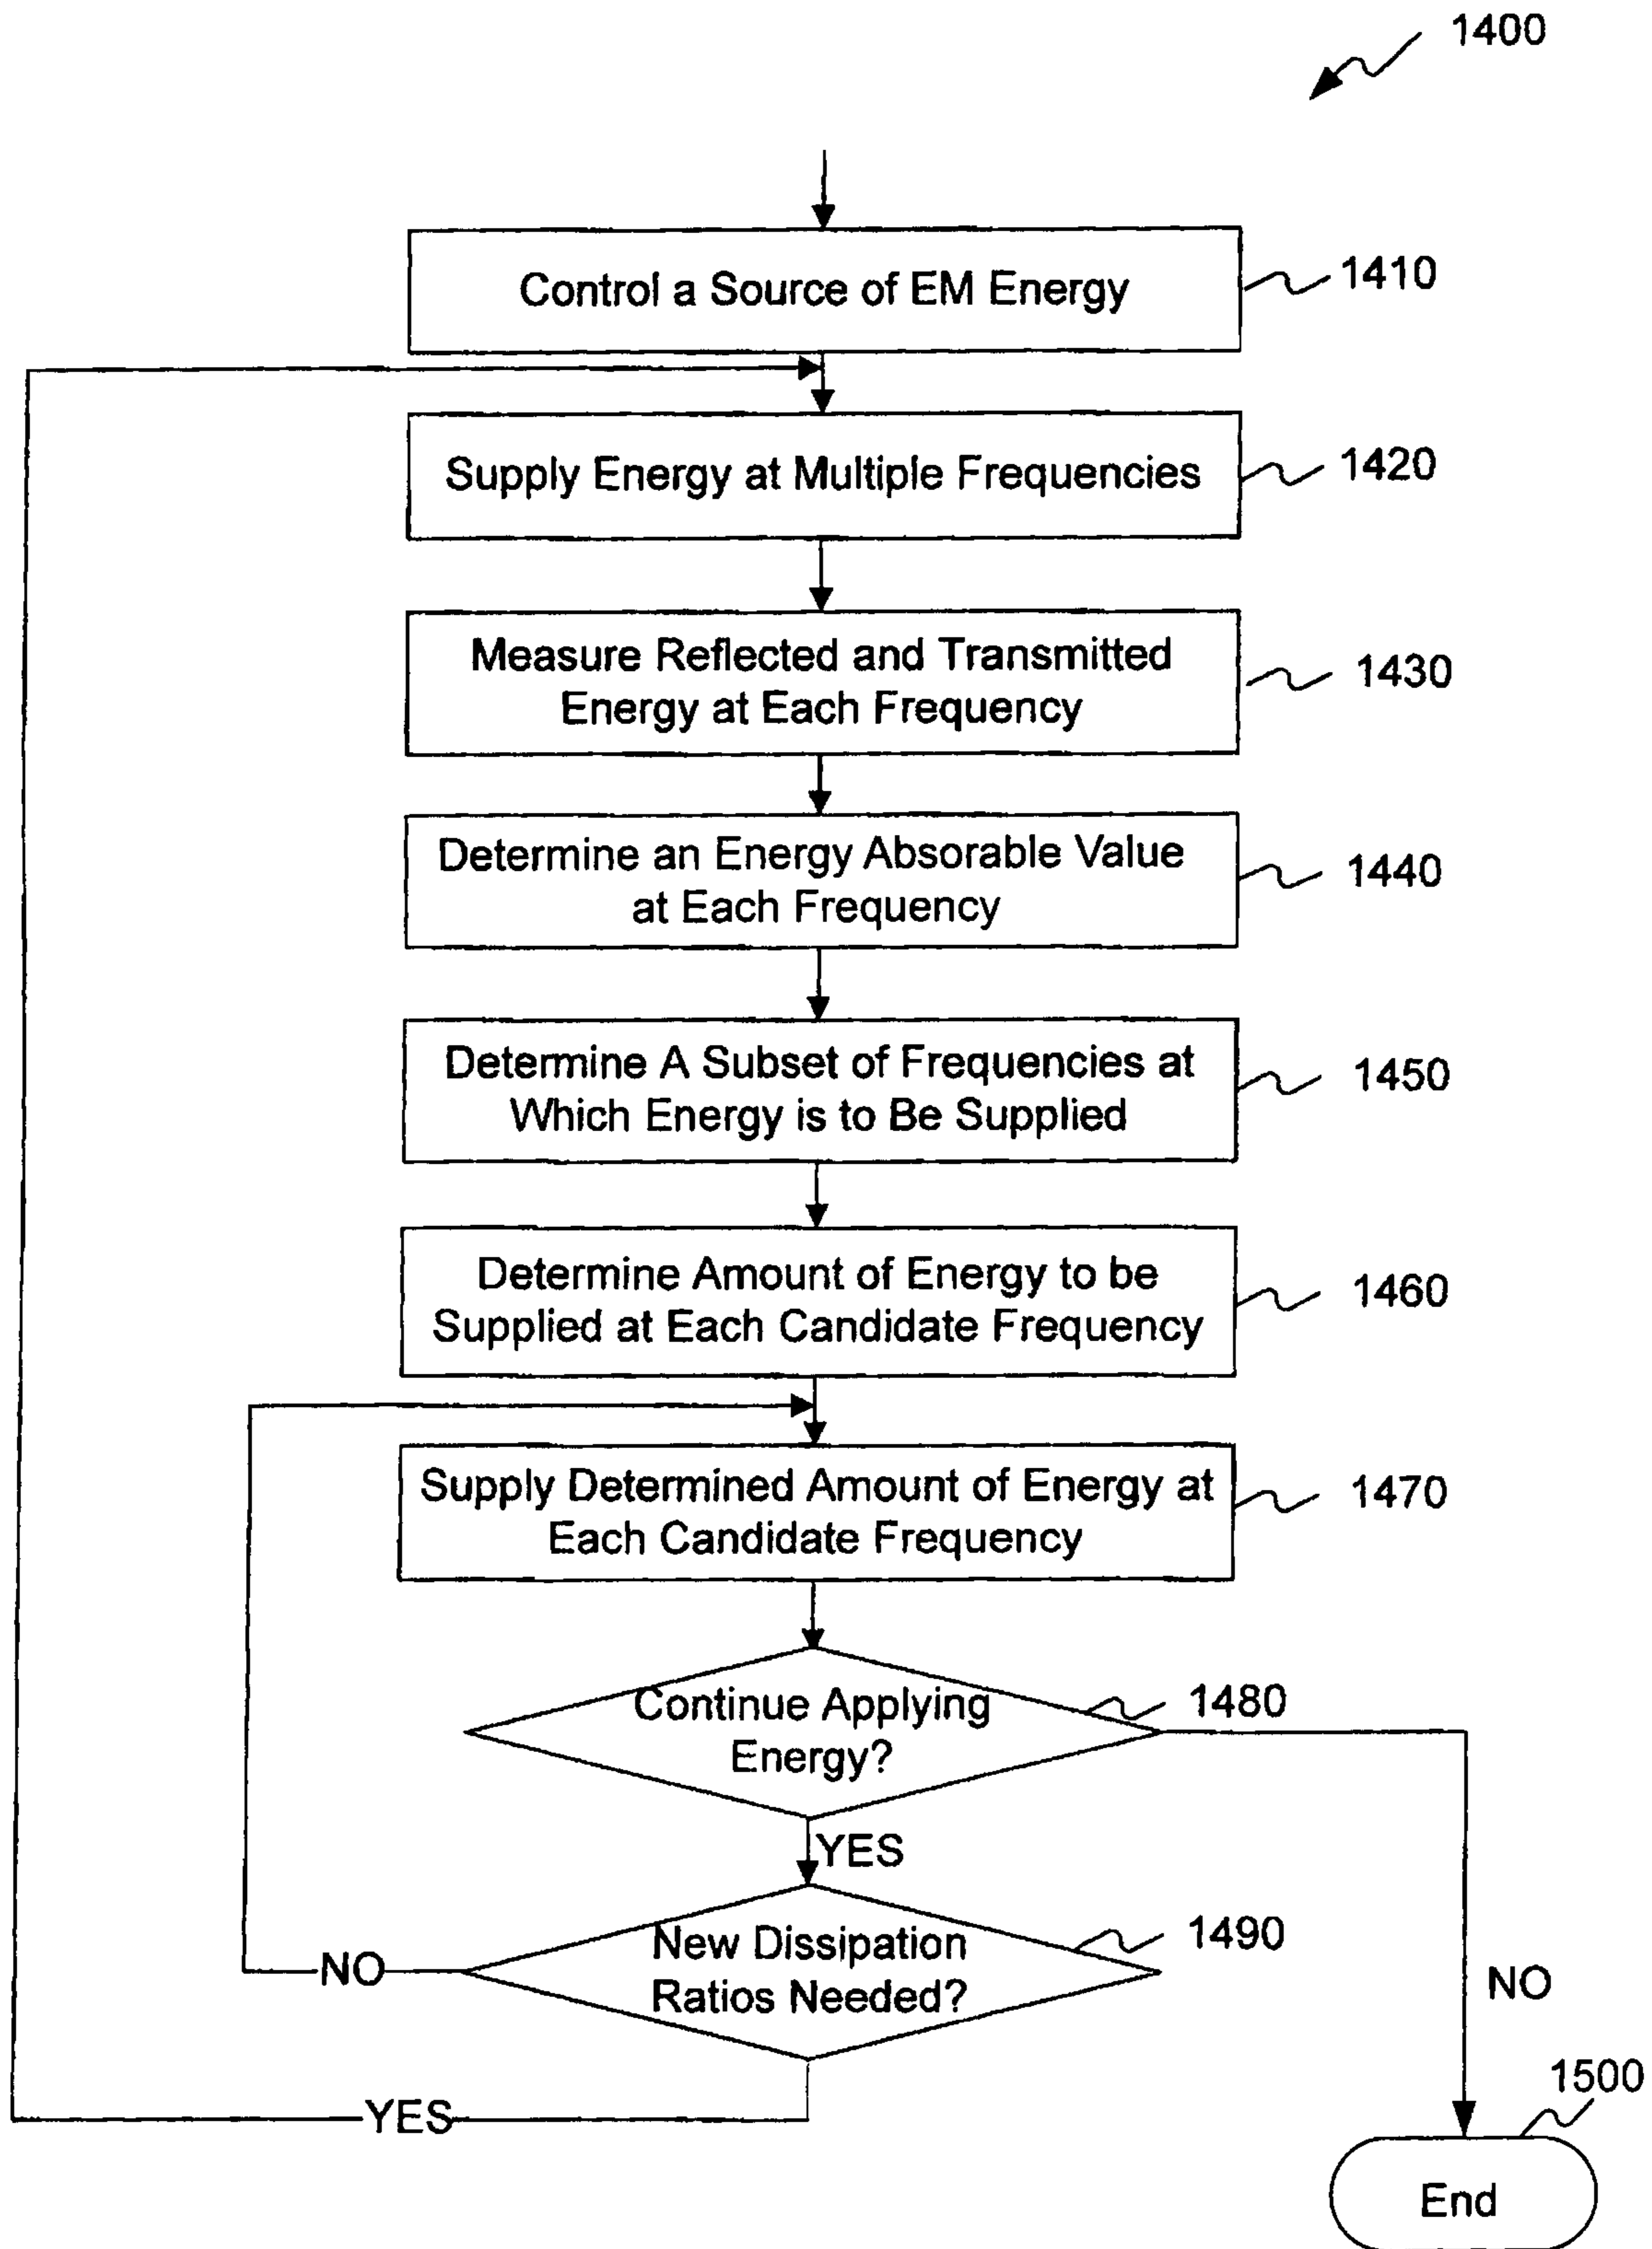 1400
Control a Source of EM Energy
1410
Supply Energy at Multiple Frequencies
1420
Measure Reflected and Transmitted
Energy at Each Frequency
1430
Determine an Energy Absorable Value
at Each Frequency
1440
Determine A Subset of Frequencies at
Which Energy is to Be Supplied
1450
Determine Amount of Energy to be
Supplied at Each Candidate Frequency
1460
Supply Determined Amount of Energy at
Each Candidate Frequency
1470
Continue Applying
Energy?
1480
YES
New Dissipation
Ratios Needed?
1490
NO
NO
YES
1500
End